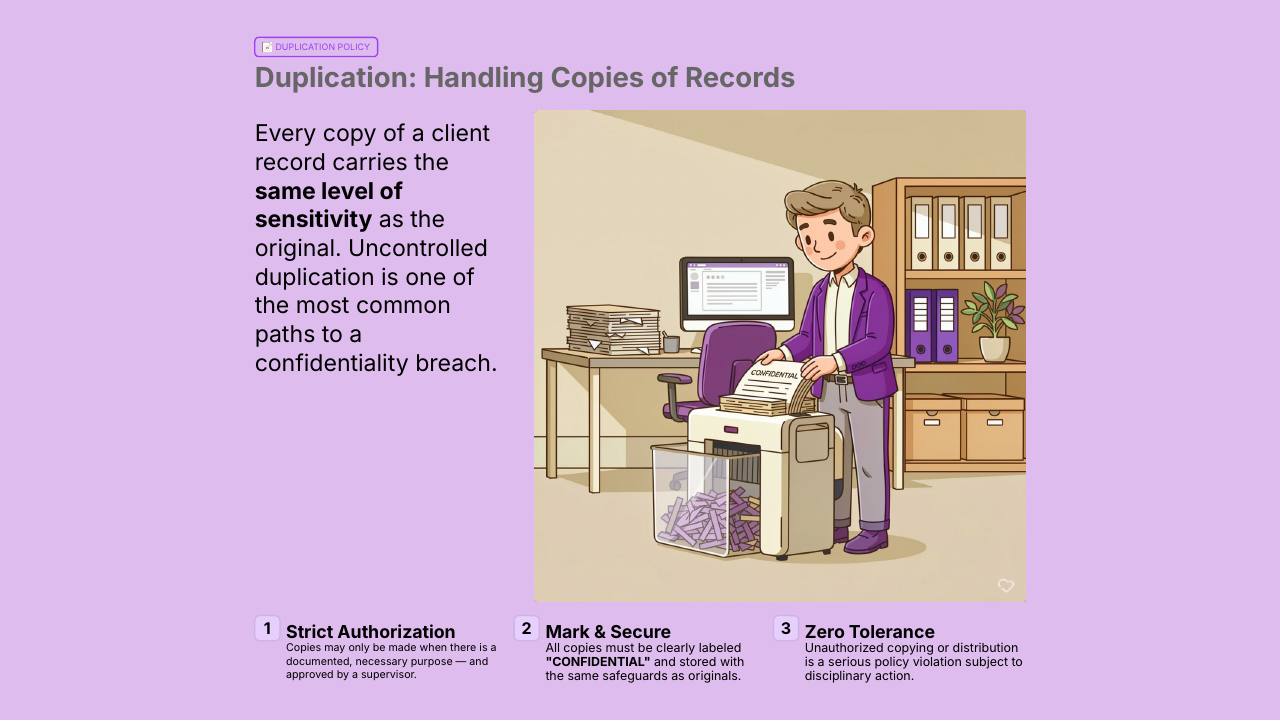 DUPLICATION POLICY
Duplication: Handling Copies of Records
Every copy of a client
record carries the
same level of
sensitivity as the
original. Uncontrolled
duplication is one of
the most common
paths to a
confidentiality breach.
CONFIDENTIAL
1 Strict Authorization
Copies may only be made when there is a
documented, necessary purpose — and
approved by a supervisor.
2 Mark & Secure
All copies must be clearly labeled
"CONFIDENTIAL" and stored with
the same safeguards as originals.
3 Zero Tolerance
Unauthorized copying or distribution
is a serious policy violation subject to
disciplinary action.